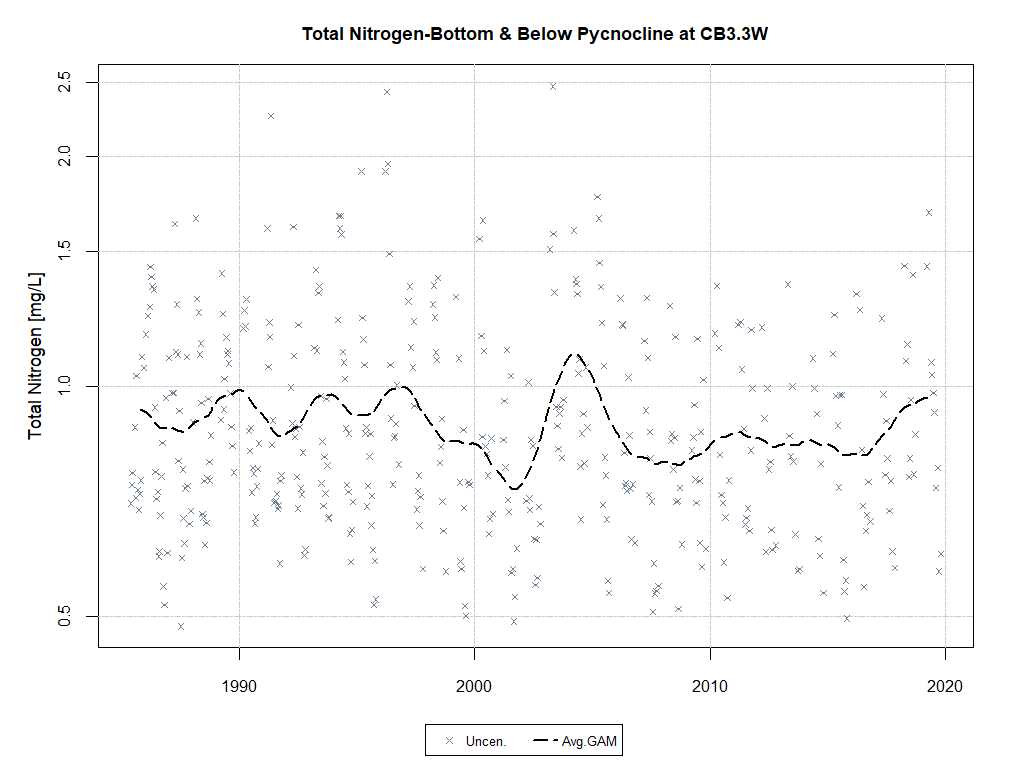 Total Nitrogen-Bottom & Below Pycnocline at CB3.3W
Total Nitrogen [mg/L]
2.5
2.0
1.5
1.0
0.5
1990 2000 2010 2020
Uncen. Avg.GAM